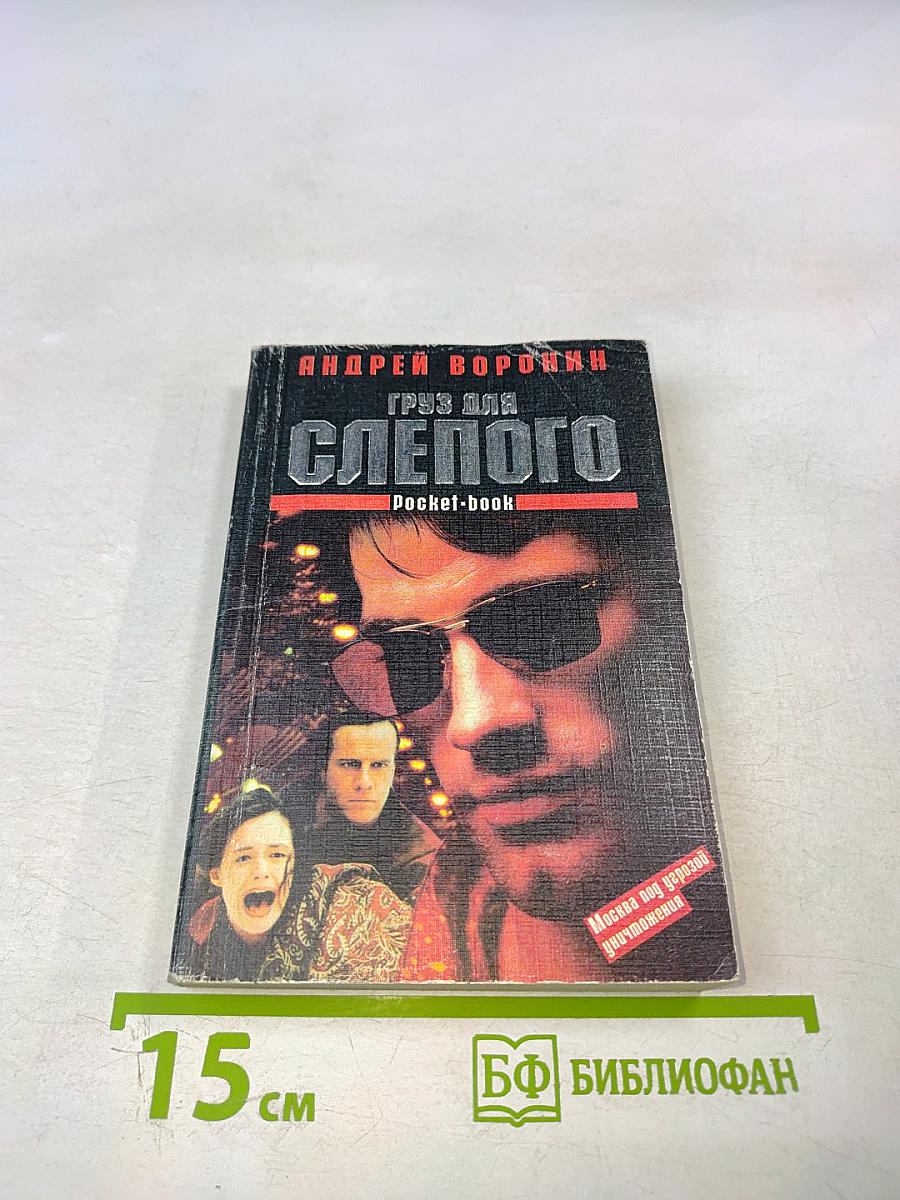 АНДРЕЙ ВОРОНИН
ГРУЗ ДЛЯ
СЛЕПОГО
Pocket-book
Москва под угрозой
уничтожения
15 см
БФ БИБЛИОФАН